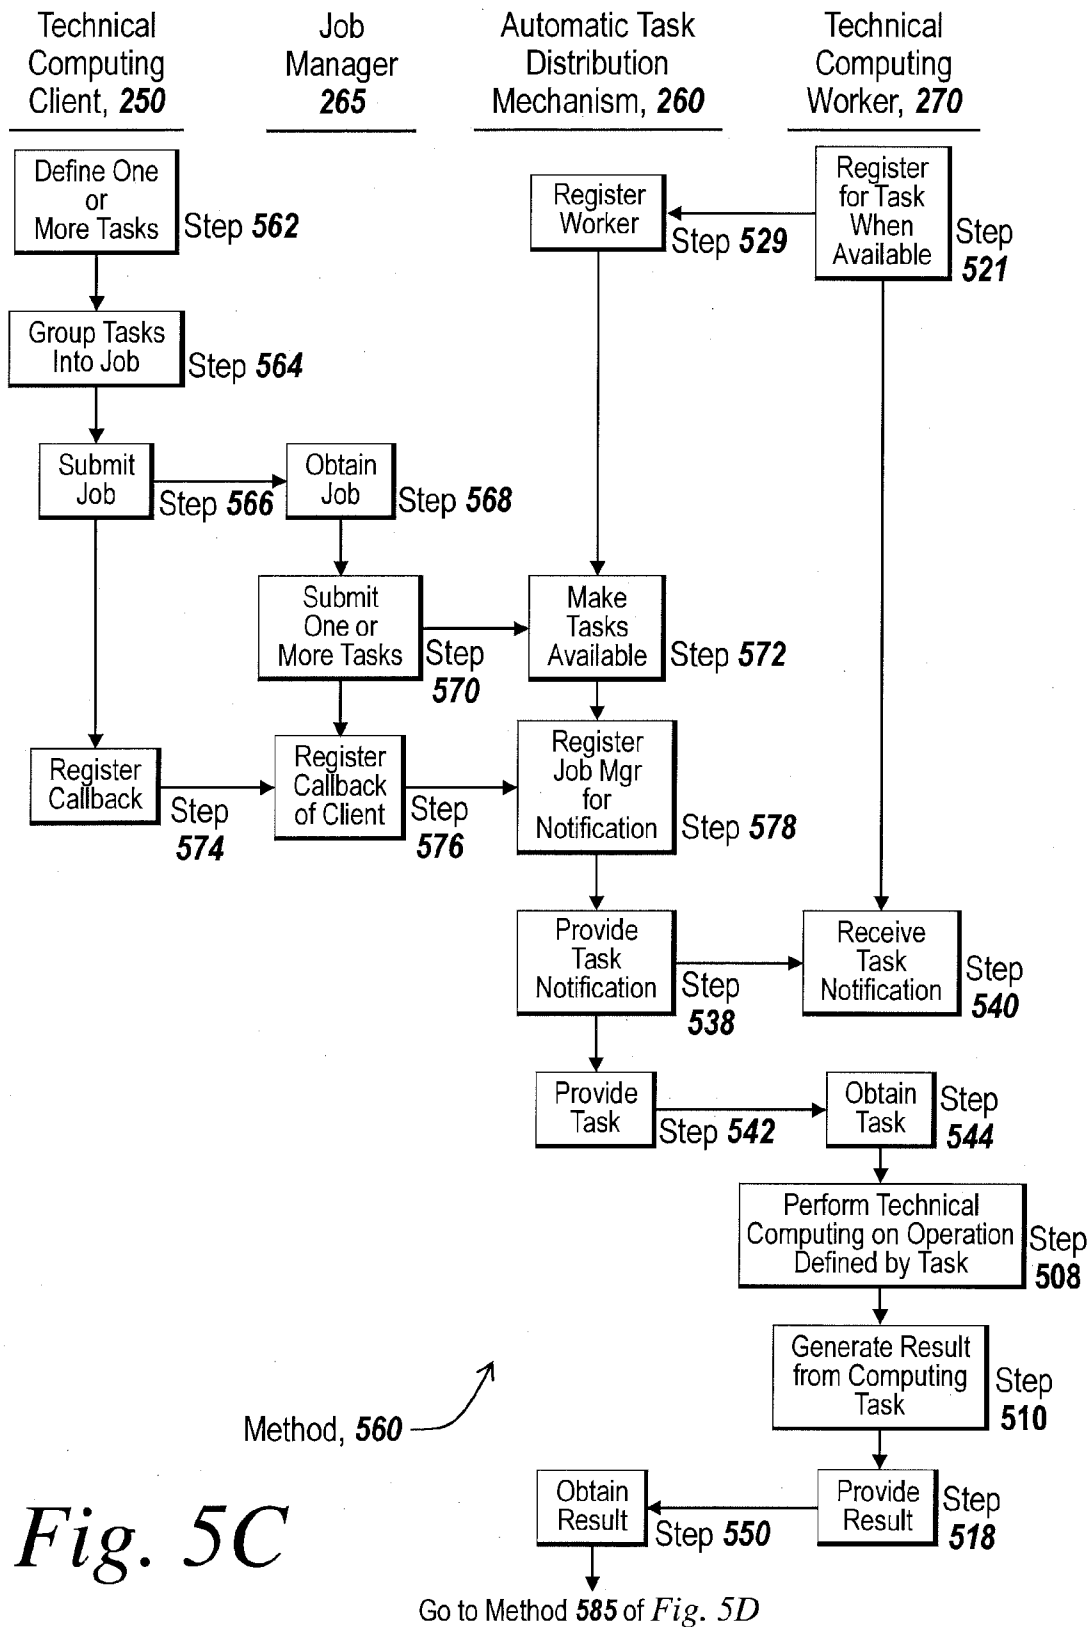 Technical
Computing
Client, 250
Job
Manager
265
Automatic Task
Distribution
Mechanism, 260
Technical
Computing
Worker, 270
Define One
or
More Tasks
Step 562
Register
Worker
Step 529
Register
for Task
When
Available
Step
521
Group Tasks
Into Job
Step 564
Submit
Job
Step 566
Obtain
Job
Step 568
Submit
One or
More Tasks
Step
570
Make
Tasks
Available
Step 572
Register
Callback
Step
574
Register
Callback
of Client
Step
576
Register
Job Mgr
for
Notification
Step 578
Provide
Task
Notification
Step
538
Receive
Task
Notification
Step
540
Provide
Task
Step 542
Obtain
Task
Step
544
Perform Technical
Computing on Operation
Defined by Task
Step
508
Generate Result
from Computing
Task
Step
510
Method, 560
Obtain
Result
Step 550
Provide
Result
Step
518
Fig. 5C
Go to Method 585 of Fig. 5D